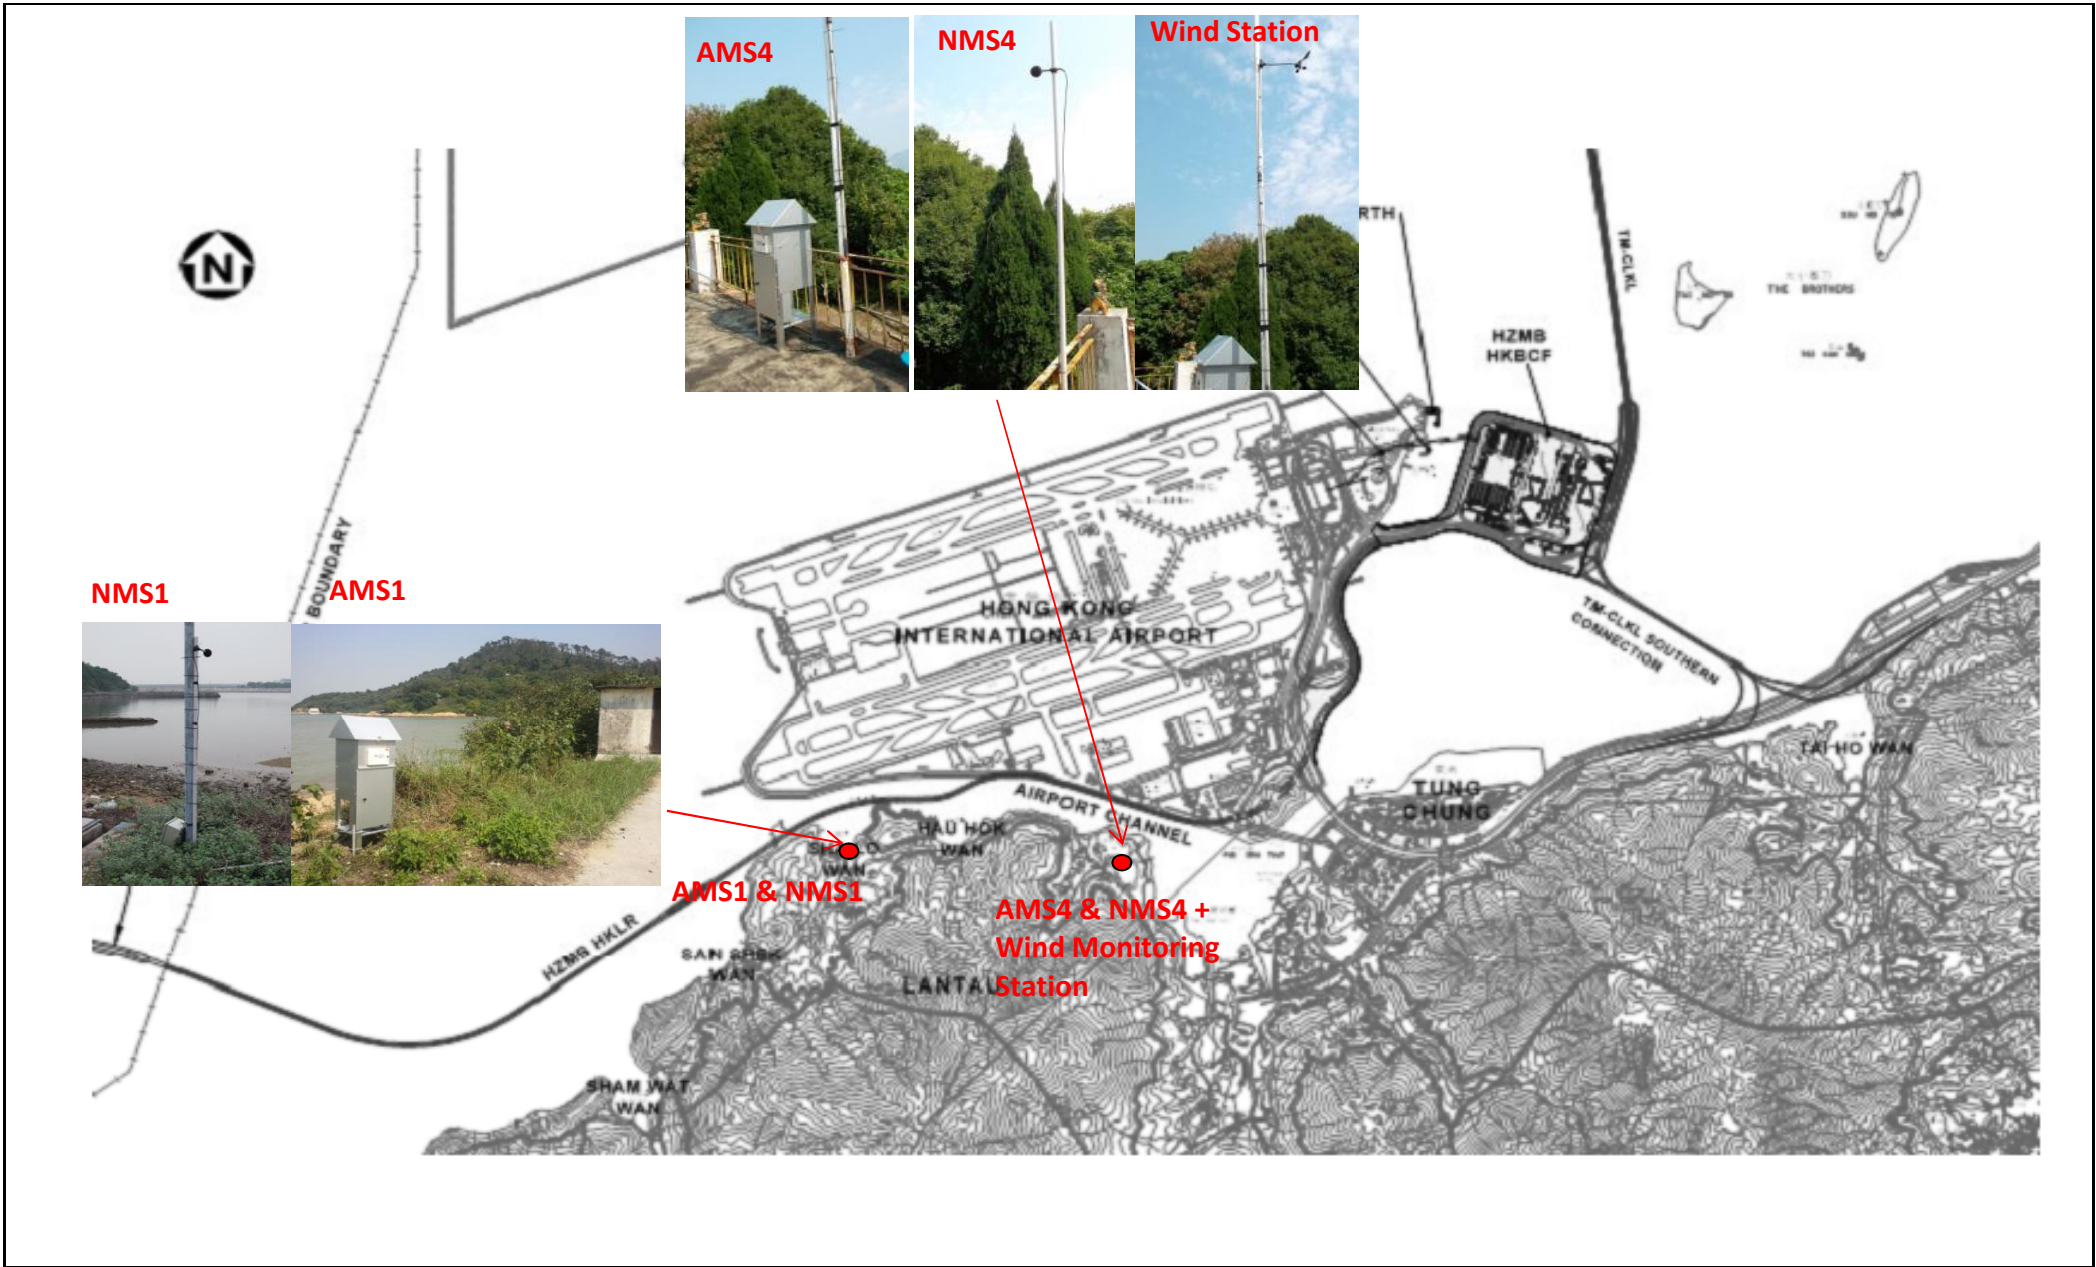 AMS4
NMS4
Wind Station
N
RTH
TM-CLKL
THE BROTHERS
HZMB
HKBCF
BOUNDARY
NMS1
AMS1
HONG KONG
INTERNATIONAL AIRPORT
TM-CLKL SOUTHERN
CONNECTION
TAI HO WAN
TUNG
CHUNG
AIRPORT CHANNEL
HAU HOK
WAN
WAN
AMS1 & NMS1
AMS4 & NMS4 +
Wind Monitoring
Station
HZMB HKLR
SAN SHEK
WAN
LANTAU
SHAM WAT
WAN